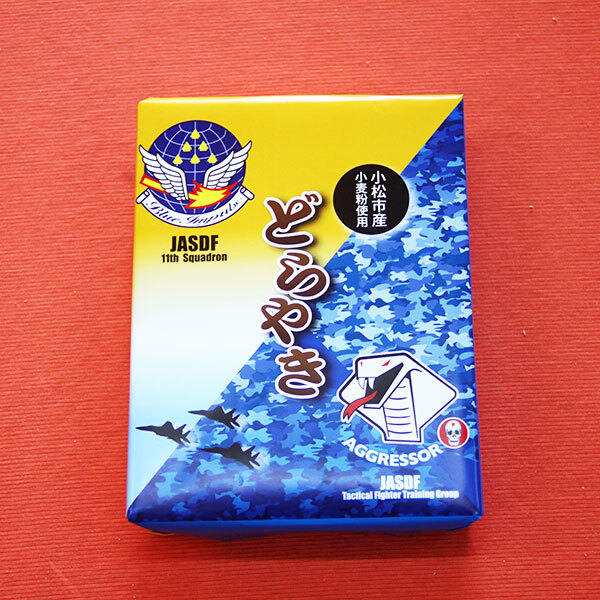 Blue Impulse
JASDF
11th Squadron
小松市産
小麦粉使用
どらやき
AGGRESSOR
JASDF
Tactical Fighter Training Group